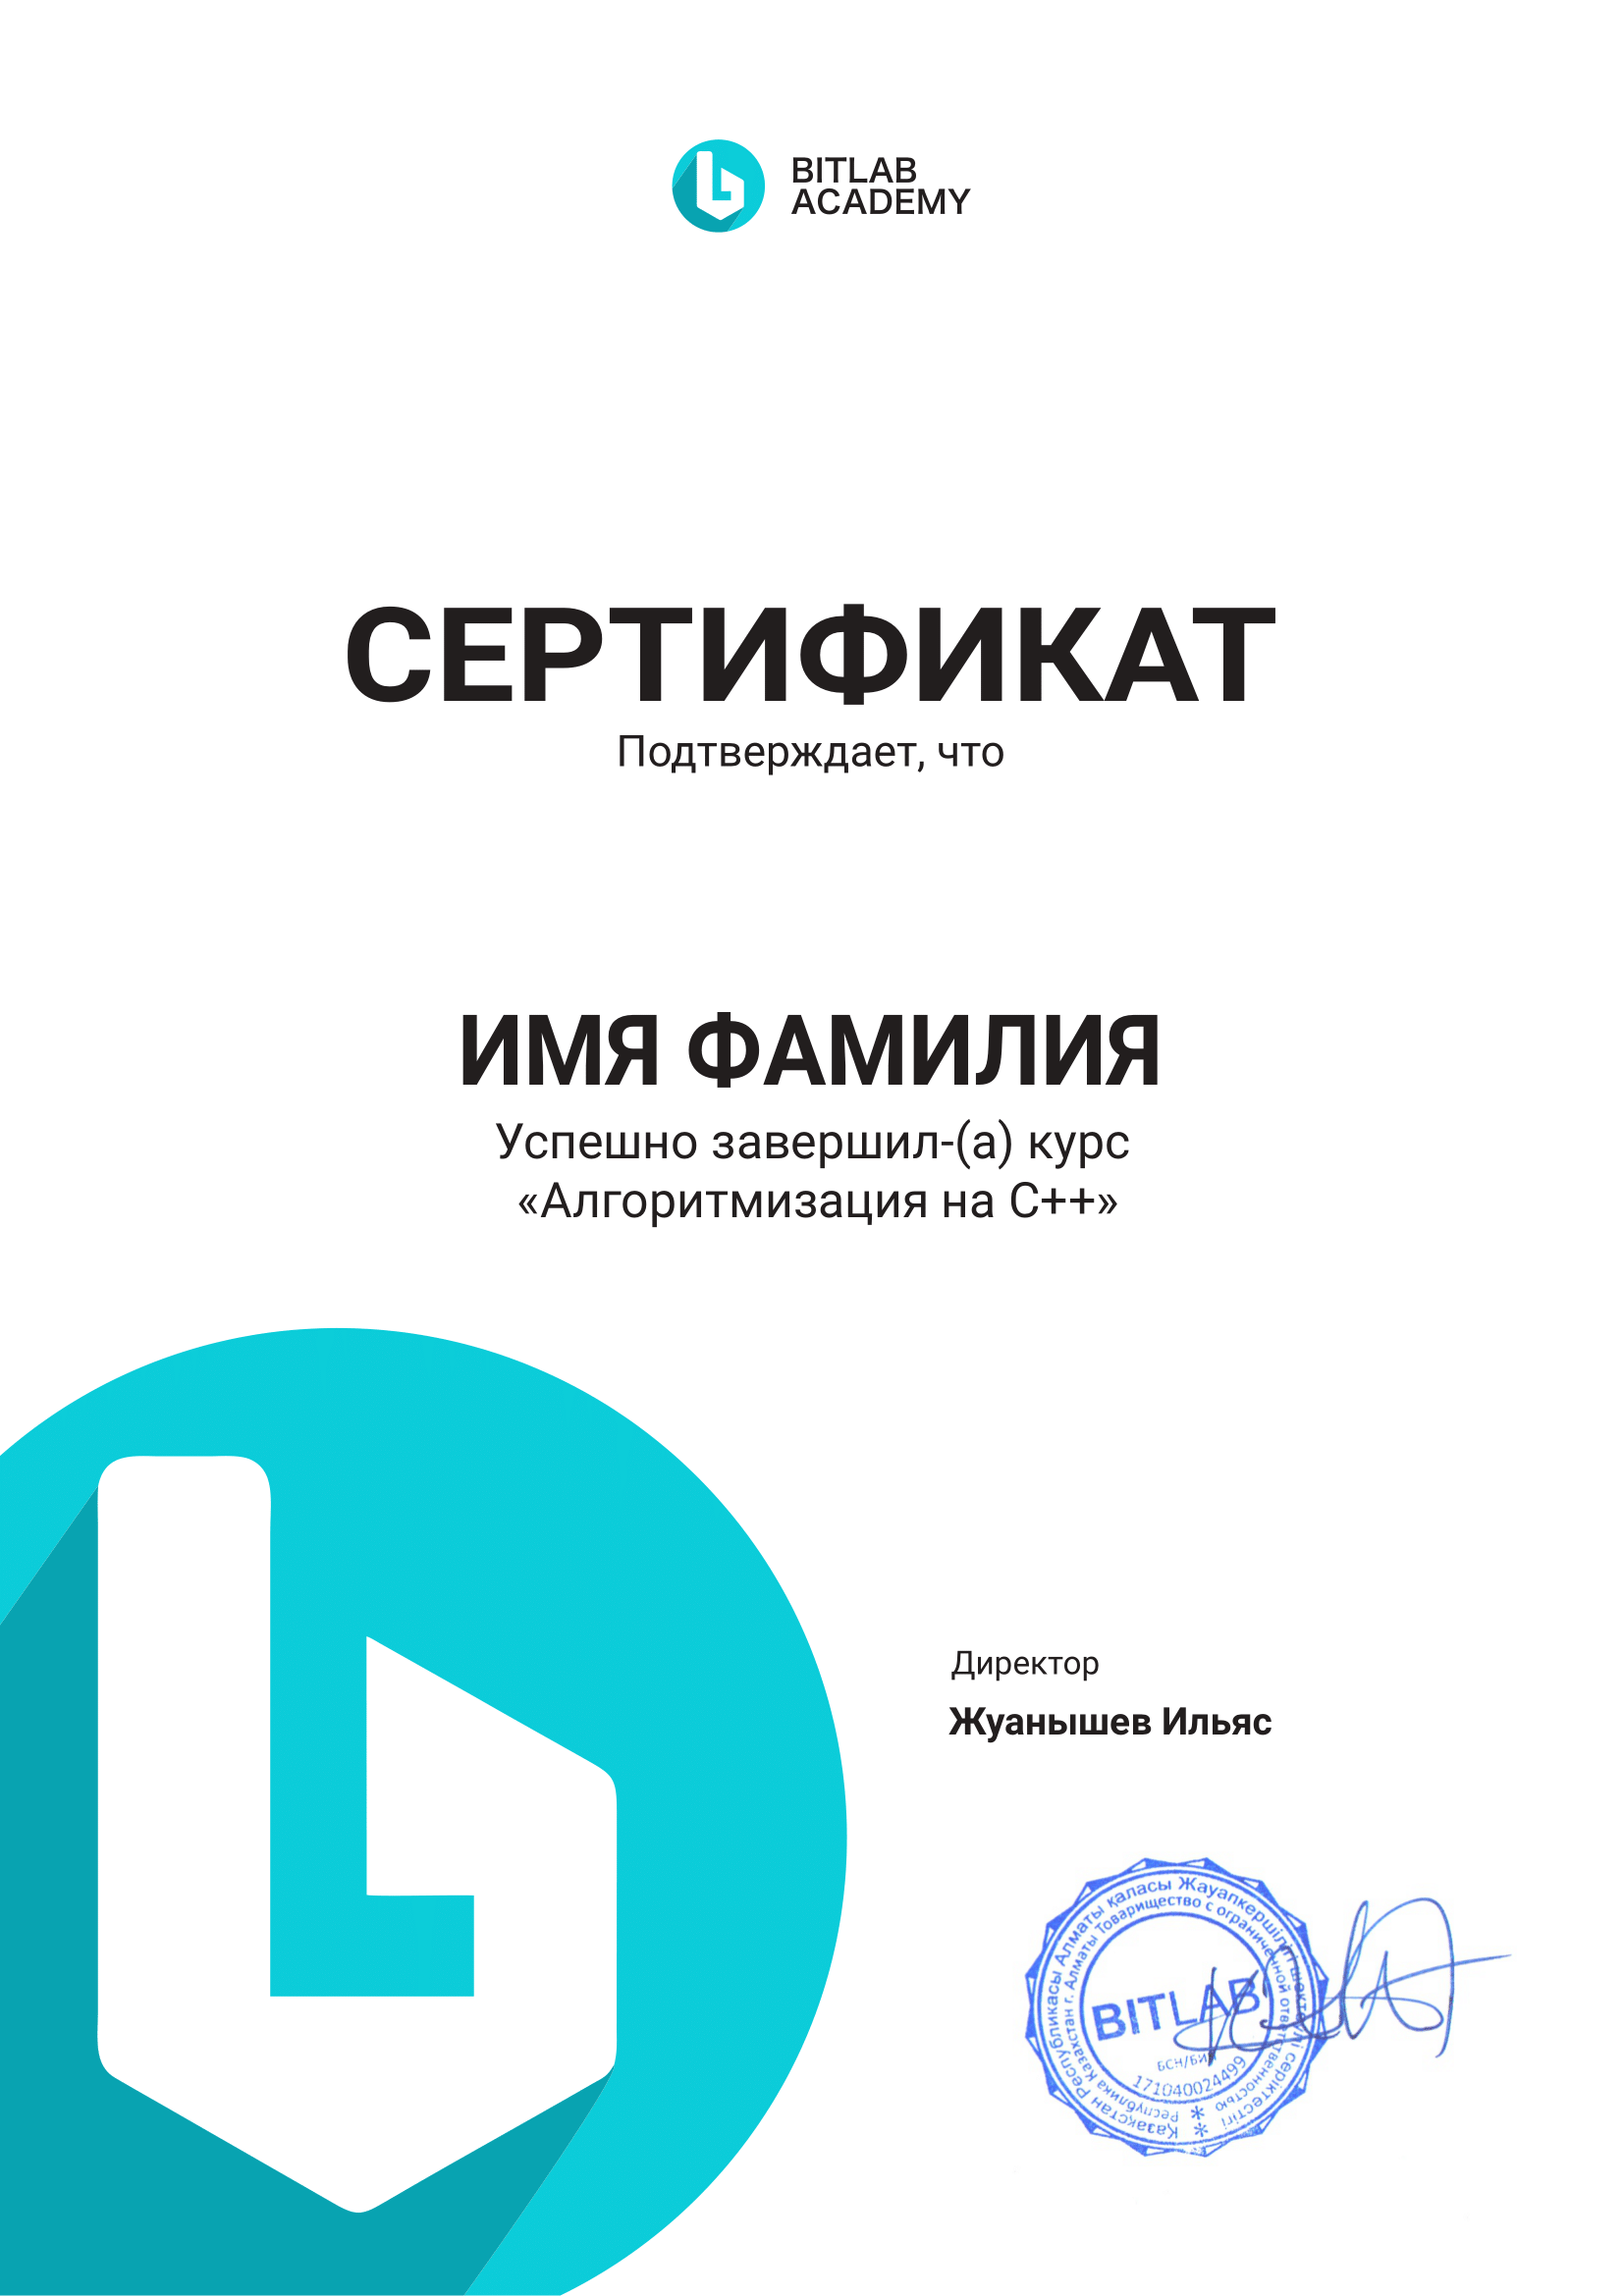 BITLAB
ACADEMY
СЕРТИФИКАТ
Подтверждает, что
ИМЯ ФАМИЛИЯ
Успешно завершил-(а) курс
«Алгоритмизация на C++»
Директор
Жуанышев Ильяс
Қазақстан Республикасы Алматы қаласы Жауапкершілігі шектеулі серіктестігі
Республика Казахстан г. Алматы Товарищество с ограниченной ответственностью
BITLAB
БСН/БИН
171040024499